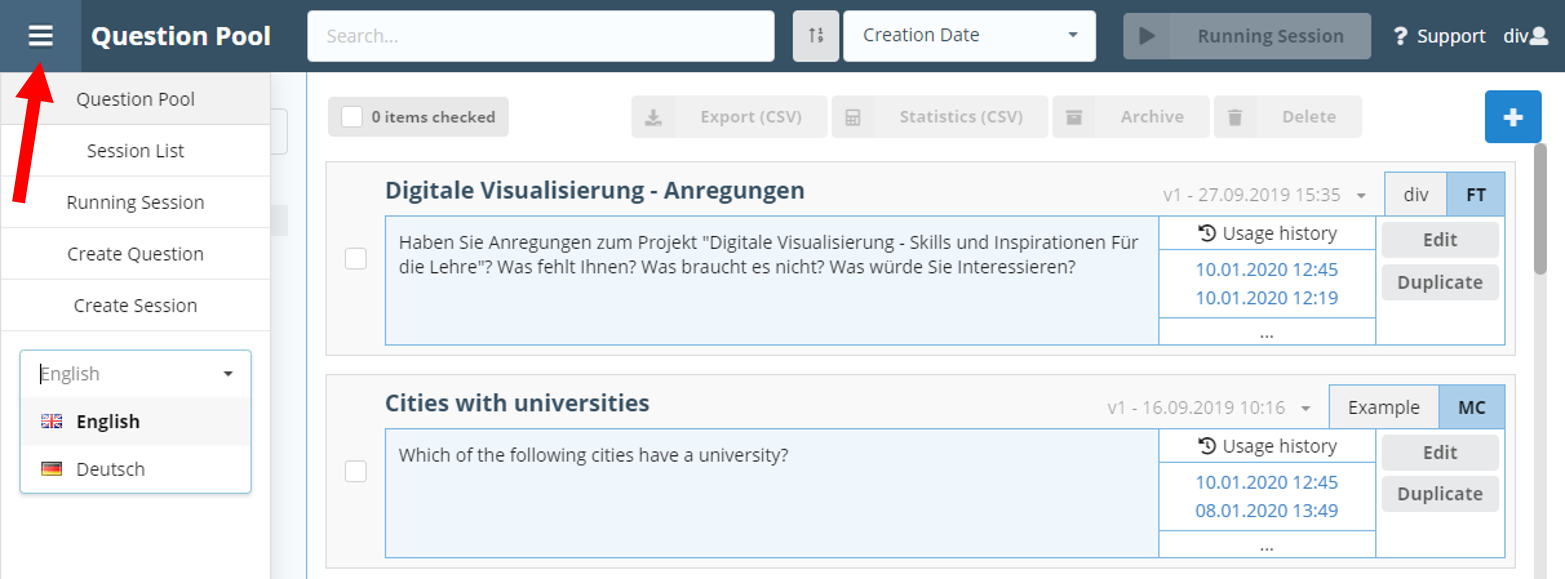 Question Pool
Search...
Creation Date
Running Session
? Support
div
Question Pool
Session List
Running Session
Create Question
Create Session
English
English
Deutsch
0 items checked
Export (CSV)
Statistics (CSV)
Archive
Delete
+
Digitale Visualisierung - Anregungen
v1 - 27.09.2019 15:35
div
FT
Haben Sie Anregungen zum Projekt "Digitale Visualisierung - Skills und Inspirationen Für
die Lehre"? Was fehlt Ihnen? Was braucht es nicht? Was würde Sie Interessieren?
Usage history
10.01.2020 12:45
10.01.2020 12:19
...
Edit
Duplicate
Cities with universities
v1 - 16.09.2019 10:16
Example
MC
Which of the following cities have a university?
Usage history
10.01.2020 12:45
08.01.2020 13:49
...
Edit
Duplicate